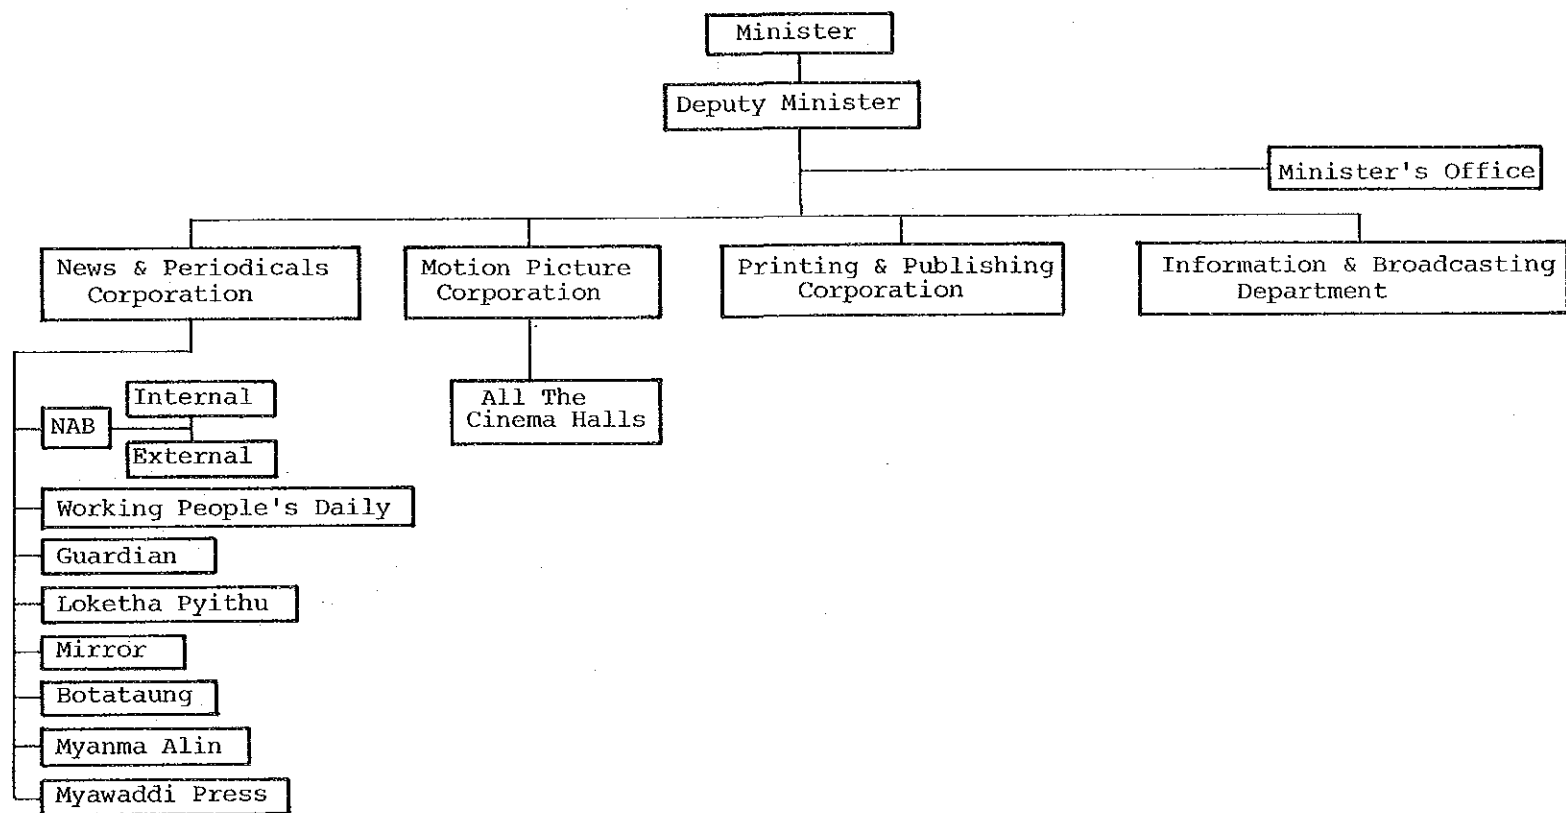 Minister
Deputy Minister
Minister's Office
News & Periodicals
Corporation
Motion Picture
Corporation
Printing & Publishing
Corporation
Information & Broadcasting
Department
All The
Cinema Halls
Internal
NAB
External
Working People's Daily
Guardian
Loketha Pyithu
Mirror
Botataung
Myanma Alin
Myawaddi Press